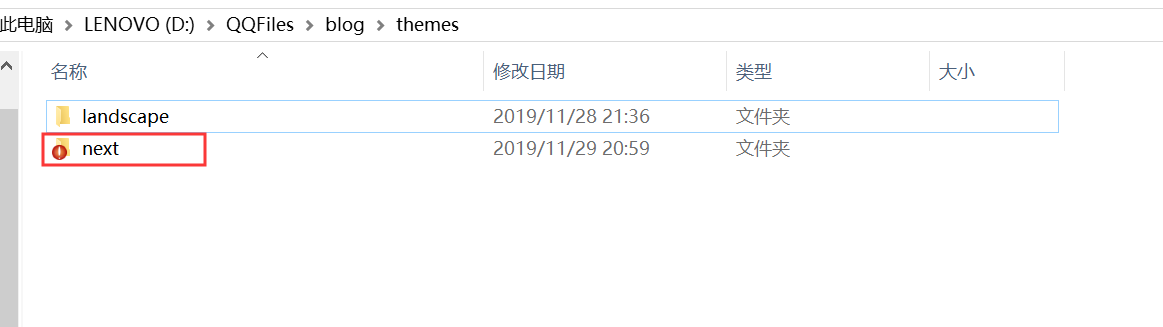 此电脑 > LENOVO (D:) > QQFiles > blog > themes
名称 修改日期 类型 大小
landscape 2019/11/28 21:36 文件夹
next 2019/11/29 20:59 文件夹